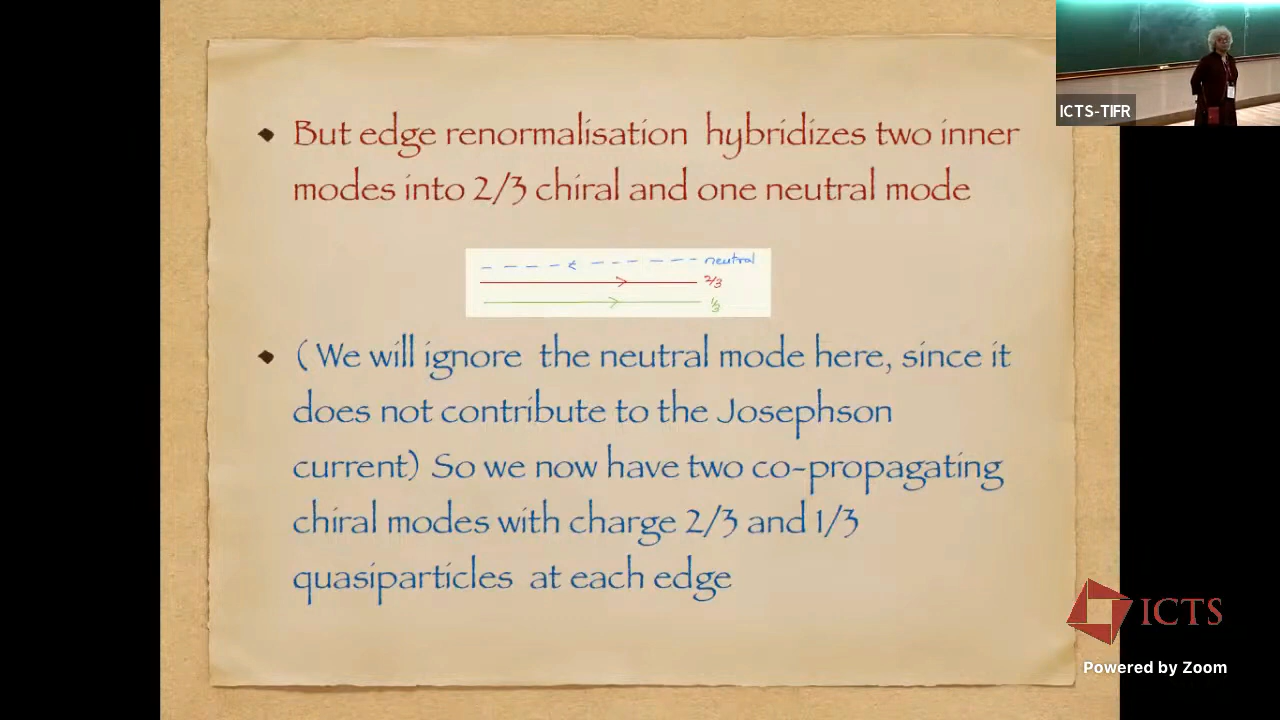 ICTS-TIFR
But edge renormalisation hybridizes two inner
modes into 2/3 chiral and one neutral mode
neutral
2/3
1/3
( We will ignore the neutral mode here, since it
does not contribute to the Josephson
current) So we now have two co-propagating
chiral modes with charge 2/3 and 1/3
quasiparticles at each edge
ICTS
Powered by Zoom